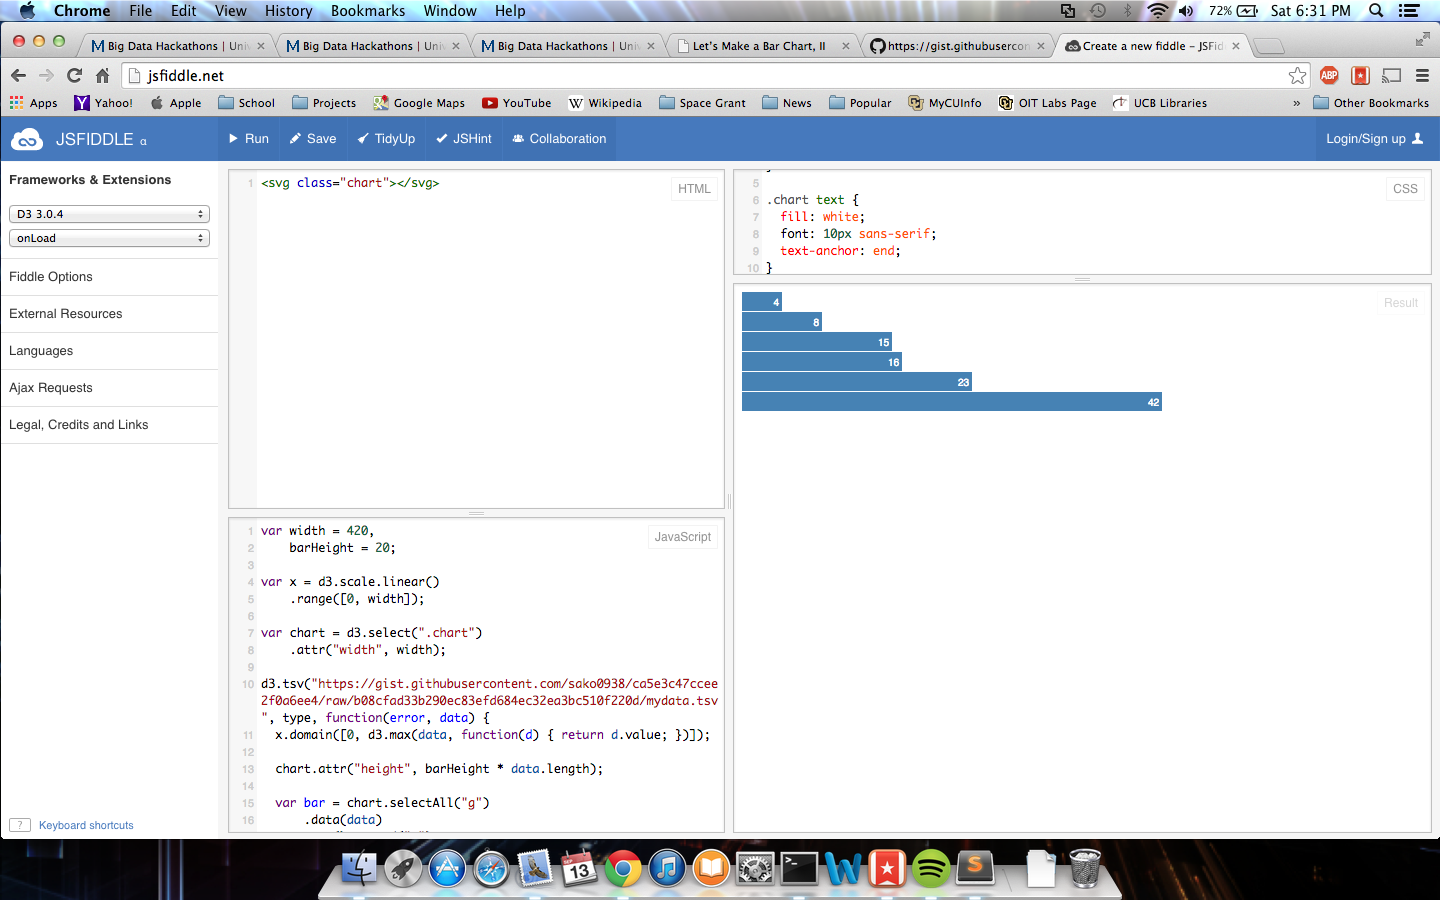 Chrome File Edit View History Bookmarks Window Help 72% Sat 6:31 PM
Big Data Hackathons | Univ
Big Data Hackathons | Univ
Big Data Hackathons | Univ
Let's Make a Bar Chart, II
https://gist.githubusercon
Create a new fiddle – JSFid
jsfiddle.net
ABP
Apps Yahoo! Apple School Projects Google Maps YouTube Wikipedia Space Grant News Popular MyCUInfo OIT Labs Page UCB Libraries » Other Bookmarks
JSFIDDLE α
Run Save TidyUp JSHint Collaboration Login/Sign up
Frameworks & Extensions
D3 3.0.4
onLoad
Fiddle Options
External Resources
Languages
Ajax Requests
Legal, Credits and Links
? Keyboard shortcuts
HTML
1 <svg class="chart"></svg>
JavaScript
1 var width = 420,
2 barHeight = 20;
3
4 var x = d3.scale.linear()
5 .range([0, width]);
6
7 var chart = d3.select(".chart")
8 .attr("width", width);
9
10 d3.tsv("https://gist.githubusercontent.com/sako0938/ca5e3c47ccee
2f0a6ee4/raw/b08cfad33b290ec83efd684ec32ea3bc510f220d/mydata.tsv
", type, function(error, data) {
11 x.domain([0, d3.max(data, function(d) { return d.value; })]);
12
13 chart.attr("height", barHeight * data.length);
14
15 var bar = chart.selectAll("g")
16 .data(data)
CSS
5
6 .chart text {
7 fill: white;
8 font: 10px sans-serif;
9 text-anchor: end;
10 }
Result
4
8
15
16
23
42
SEP
13